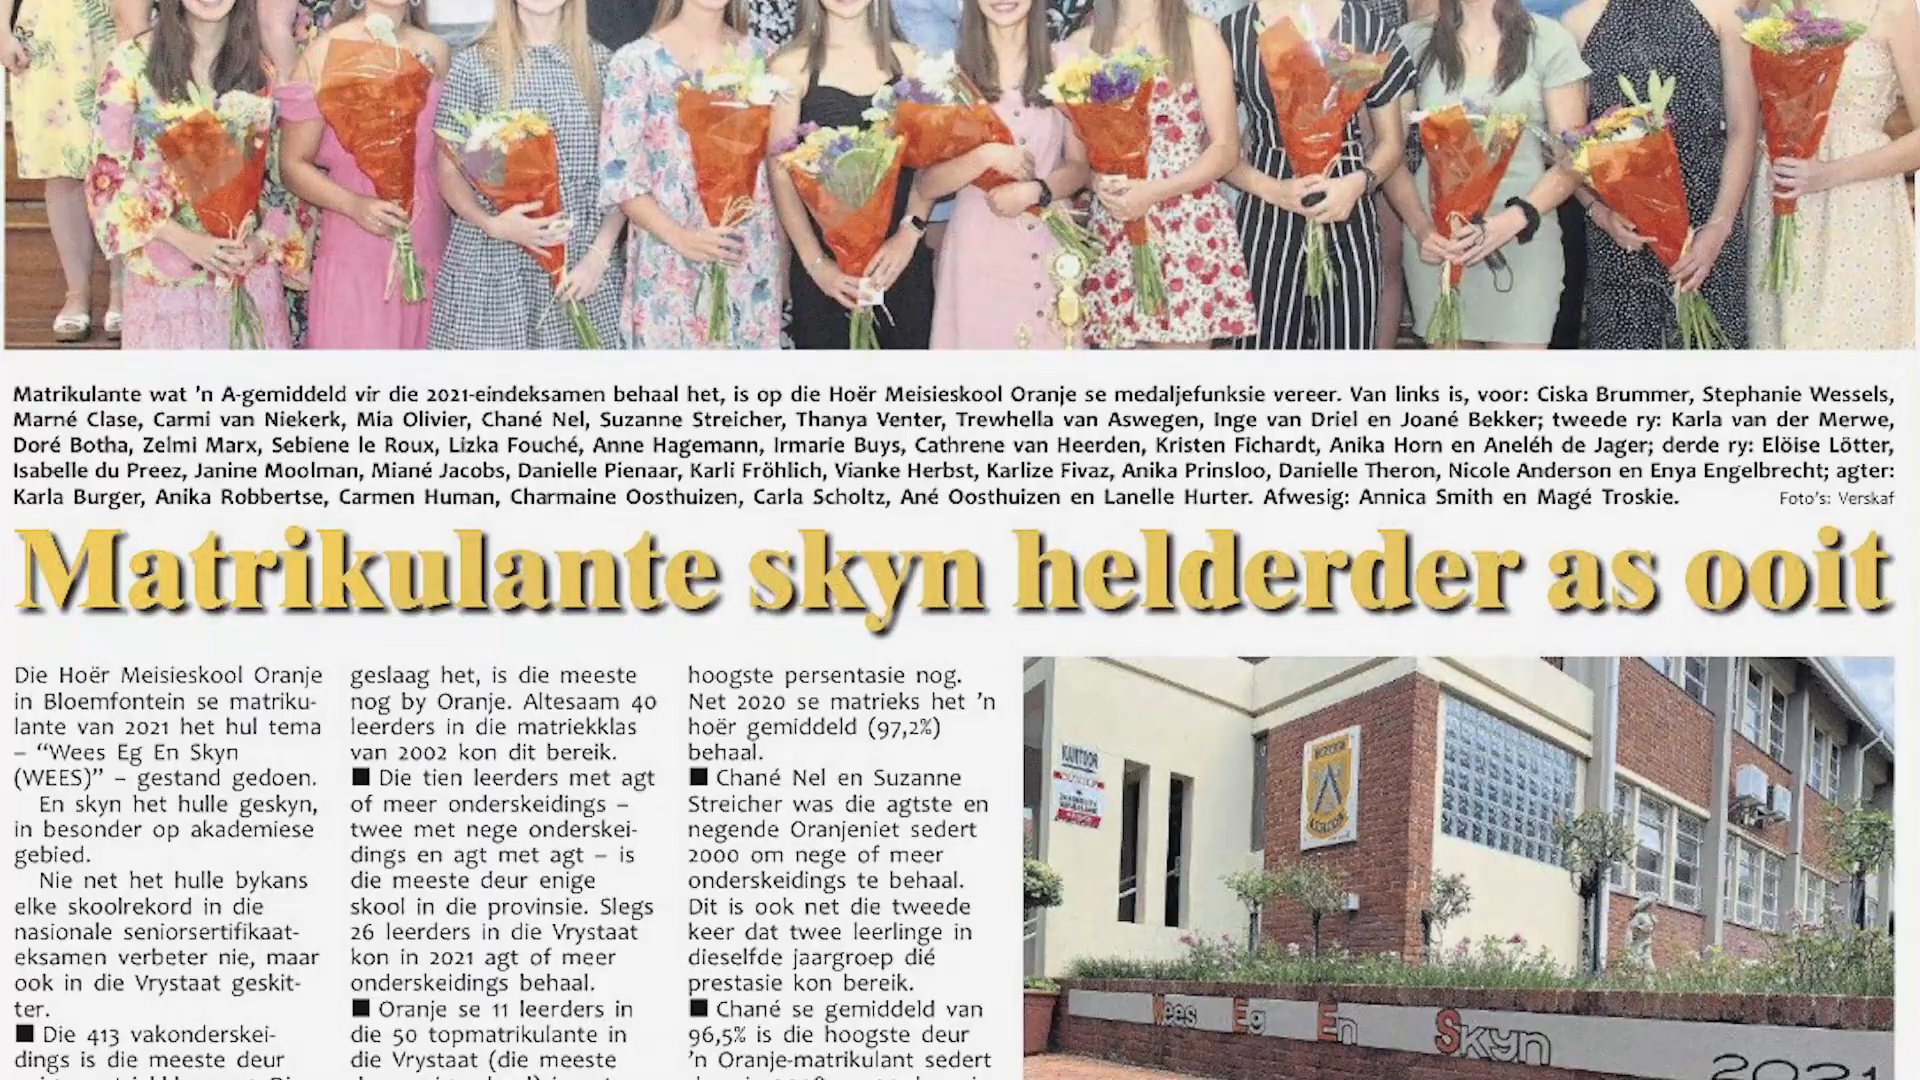 Matrikulante wat 'n A-gemiddeld vir die 2021-eindeksamen behaal het, is op die Hoër Meisieskool Oranje se medaljefunksie vereer. Van links is, voor: Ciska Brummer, Stephanie Wessels,
Marné Clase, Carmi van Niekerk, Mia Olivier, Chané Nel, Suzanne Streicher, Thanya Venter, Trewhella van Aswegen, Inge van Driel en Joané Bekker; tweede ry: Karla van der Merwe,
Doré Botha, Zelmi Marx, Sebiene le Roux, Lizka Fouché, Anne Hagemann, Irmarie Buys, Cathrene van Heerden, Kristen Fichardt, Anika Horn en Aneléh de Jager; derde ry: Elöise Lötter,
Isabelle du Preez, Janine Moolman, Miané Jacobs, Danielle Pienaar, Karli Fröhlich, Vianke Herbst, Karlize Fivaz, Anika Prinsloo, Danielle Theron, Nicole Anderson en Enya Engelbrecht; agter:
Karla Burger, Anika Robbertse, Carmen Human, Charmaine Oosthuizen, Carla Scholtz, Ané Oosthuizen en Lanelle Hurter. Afwesig: Annica Smith en Magé Troskie. Foto's: Verskaf
Matrikulante skyn helderder as ooit
Die Hoër Meisieskool Oranje
in Bloemfontein se matriku-
lante van 2021 het hul tema
– “Wees Eg En Skyn
(WEES)” – gestand gedoen.
En skyn het hulle geskyn,
in besonder op akademiese
gebied.
Nie net het hulle bykans
elke skoolrekord in die
nasionale seniorsertifikaat-
eksamen verbeter nie, maar
ook in die Vrystaat geskit-
ter.
■ Die 413 vakonderskei-
dings is die meeste deur
geslaag het, is die meeste
nog by Oranje. Altesaam 40
leerders in die matriekklas
van 2002 kon dit bereik.
■ Die tien leerders met agt
of meer onderskeidings –
twee met nege onderskei-
dings en agt met agt – is
die meeste deur enige
skool in die provinsie. Slegs
26 leerders in die Vrystaat
kon in 2021 agt of meer
onderskeidings behaal.
■ Oranje se 11 leerders in
die 50 topmatrikulante in
die Vrystaat (die meeste
hoogste persentasie nog.
Net 2020 se matrieks het 'n
hoër gemiddeld (97,2%)
behaal.
■ Chané Nel en Suzanne
Streicher was die agtste en
negende Oranjeniet sedert
2000 om nege of meer
onderskeidings te behaal.
Dit is ook net die tweede
keer dat twee leerlinge in
dieselfde jaargroep dié
prestasie kon bereik.
■ Chané se gemiddeld van
96,5% is die hoogste deur
'n Oranje-matrikulant sedert
KANTOOR
Wees Eg En Skyn
2021